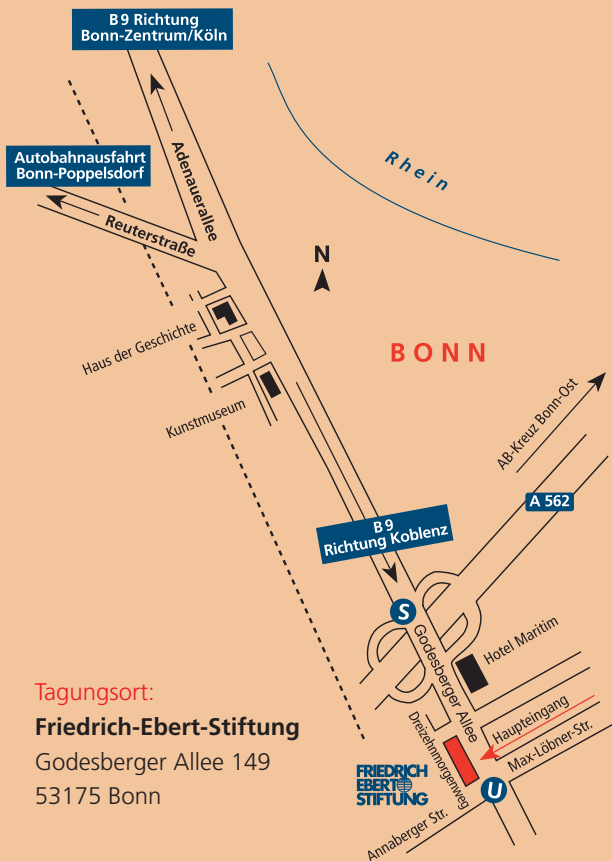 B 9 Richtung
Bonn-Zentrum/Köln
Autobahnausfahrt
Bonn-Poppelsdorf
Adenauerallee
Reuterstraße
Rhein
N
Haus der Geschichte
BONN
Kunstmuseum
AB-Kreuz Bonn-Ost
A 562
B 9
Richtung Koblenz
S
Godesberger Allee
Hotel Maritim
Tagungsort:
Friedrich-Ebert-Stiftung
Godesberger Allee 149
53175 Bonn
Dreizehnmorgenweg
Haupteingang
Max-Löbner-Str.
FRIEDRICH
EBERT
STIFTUNG
U
Annaberger Str.